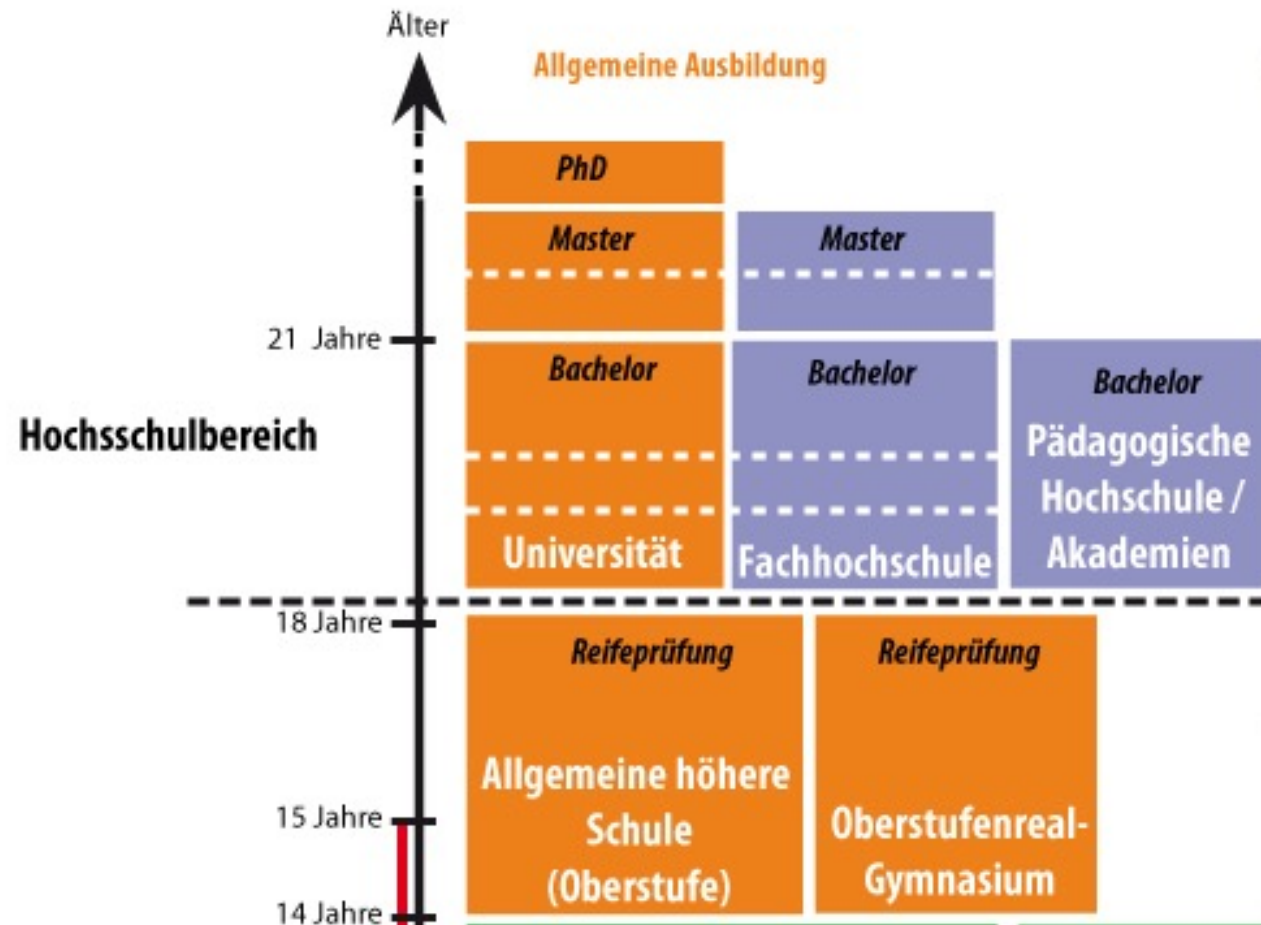 Älter
Allgemeine Ausbildung
PhD
Master
Master
21 Jahre
Bachelor
Bachelor
Bachelor
Hochsschulbereich
Pädagogische
Hochschule /
Akademien
Universität
Fachhochschule
18 Jahre
Reifeprüfung
Reifeprüfung
Allgemeine höhere
Schule
(Oberstufe)
Oberstufenreal-
Gymnasium
15 Jahre
14 Jahre